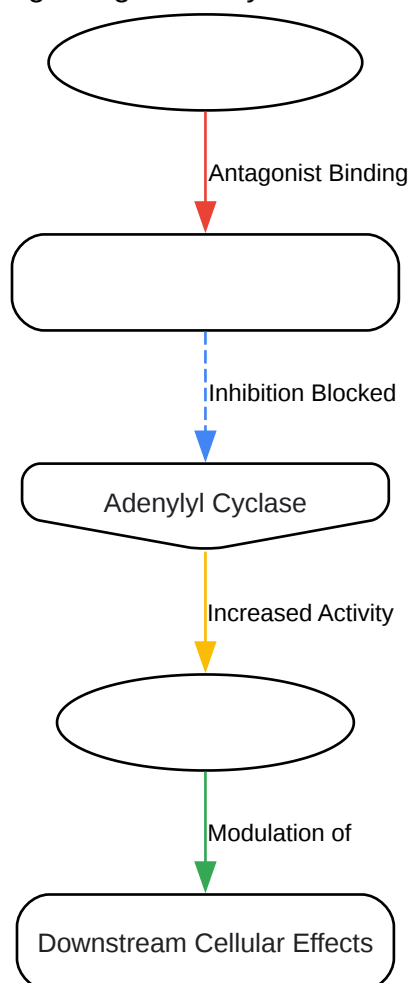 Antagonist Binding
Inhibition Blocked
Adenylyl Cyclase
Increased Activity
Modulation of
Downstream Cellular Effects